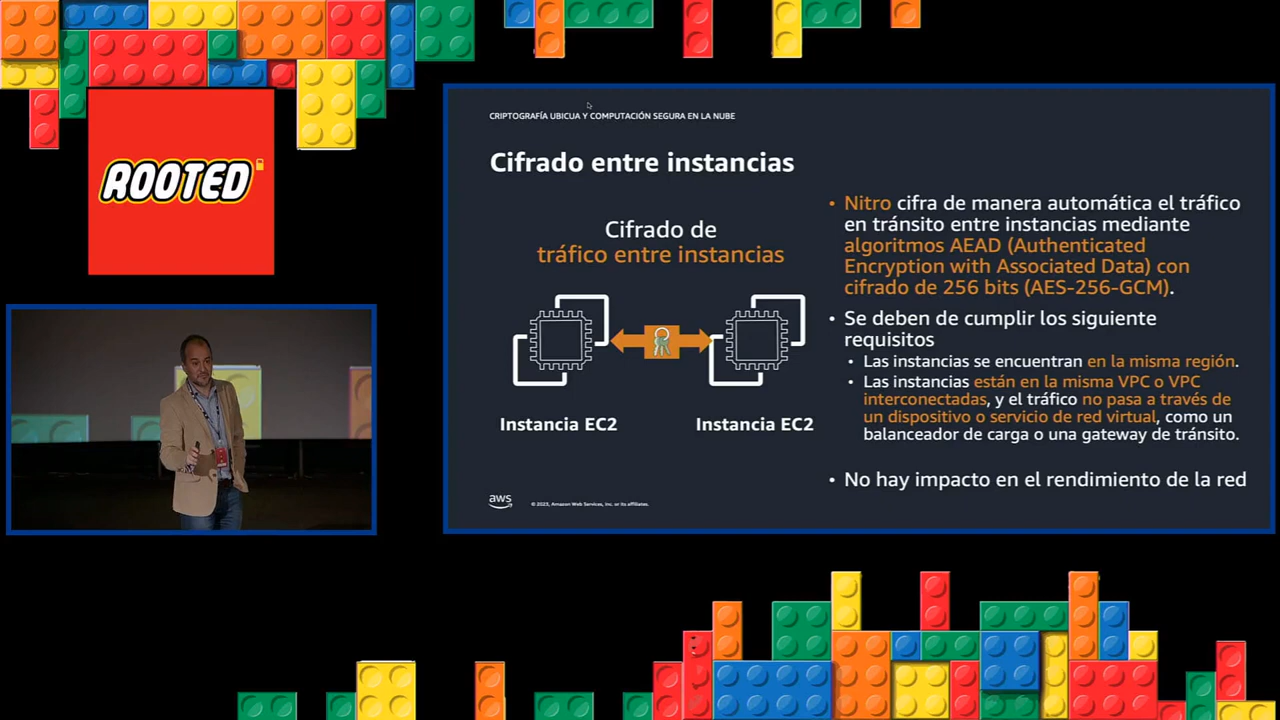 ROOTED
CRIPTOGRAFÍA UBICUA Y COMPUTACIÓN SEGURA EN LA NUBE
Cifrado entre instancias
Cifrado de
tráfico entre instancias
Instancia EC2
Instancia EC2
• Nitro cifra de manera automática el tráfico
en tránsito entre instancias mediante
algoritmos AEAD (Authenticated
Encryption with Associated Data) con
cifrado de 256 bits (AES-256-GCM).
• Se deben de cumplir los siguiente
requisitos
• Las instancias se encuentran en la misma región.
• Las instancias están en la misma VPC o VPC
interconectadas, y el tráfico no pasa a través de
un dispositivo o servicio de red virtual, como un
balanceador de carga o una gateway de tránsito.
• No hay impacto en el rendimiento de la red
aws
© 2023, Amazon Web Services, Inc. or its affiliates.